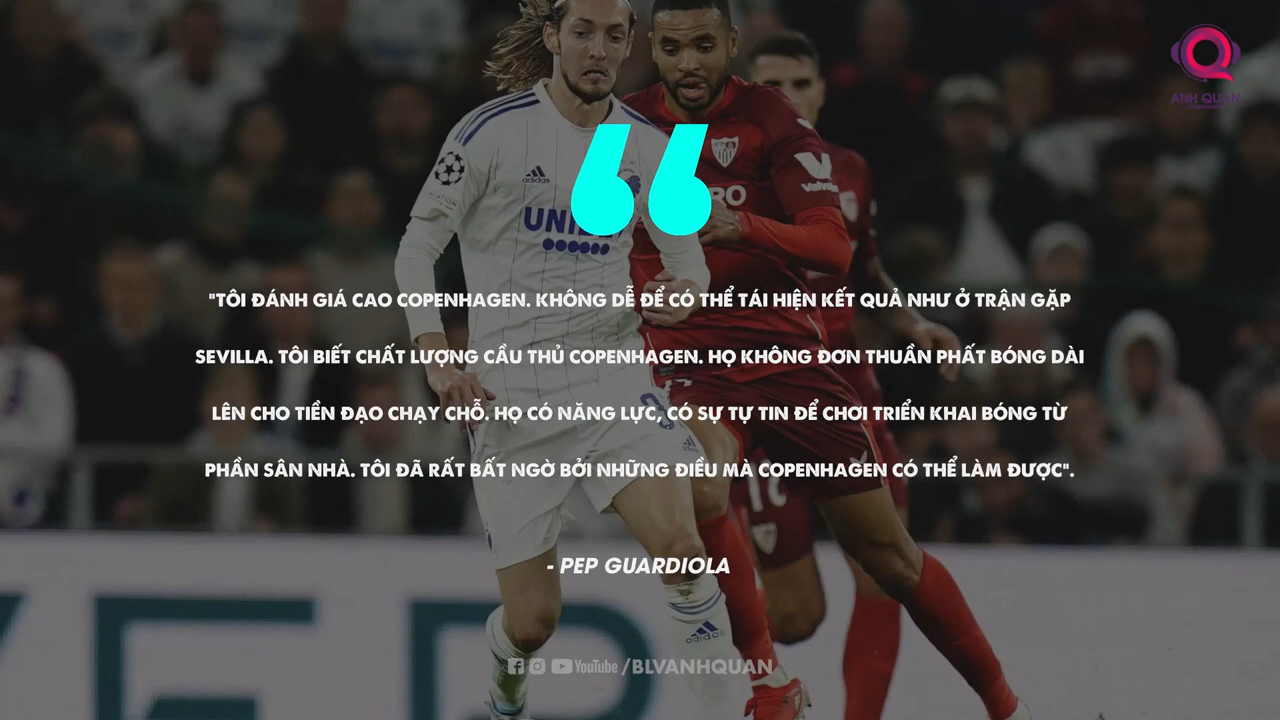 ANH QUAN
adidas
"TÔI ĐÁNH GIÁ CAO COPENHAGEN. KHÔNG DỄ ĐỂ CÓ THỂ TÁI HIỆN KẾT QUẢ NHƯ Ở TRẬN GẶP
SEVILLA. TÔI BIẾT CHẤT LƯỢNG CẦU THỦ COPENHAGEN. HỌ KHÔNG ĐƠN THUẦN PHẤT BÓNG DÀI
LÊN CHO TIỀN ĐẠO CHẠY CHỖ. HỌ CÓ NĂNG LỰC, CÓ SỰ TỰ TIN ĐỂ CHƠI TRIỂN KHAI BÓNG TỪ
PHẦN SÂN NHÀ. TÔI ĐÃ RẤT BẤT NGỜ BỞI NHỮNG ĐIỀU MÀ COPENHAGEN CÓ THỂ LÀM ĐƯỢC".
- PEP GUARDIOLA
adidas
YouTube /BLVANHQUAN